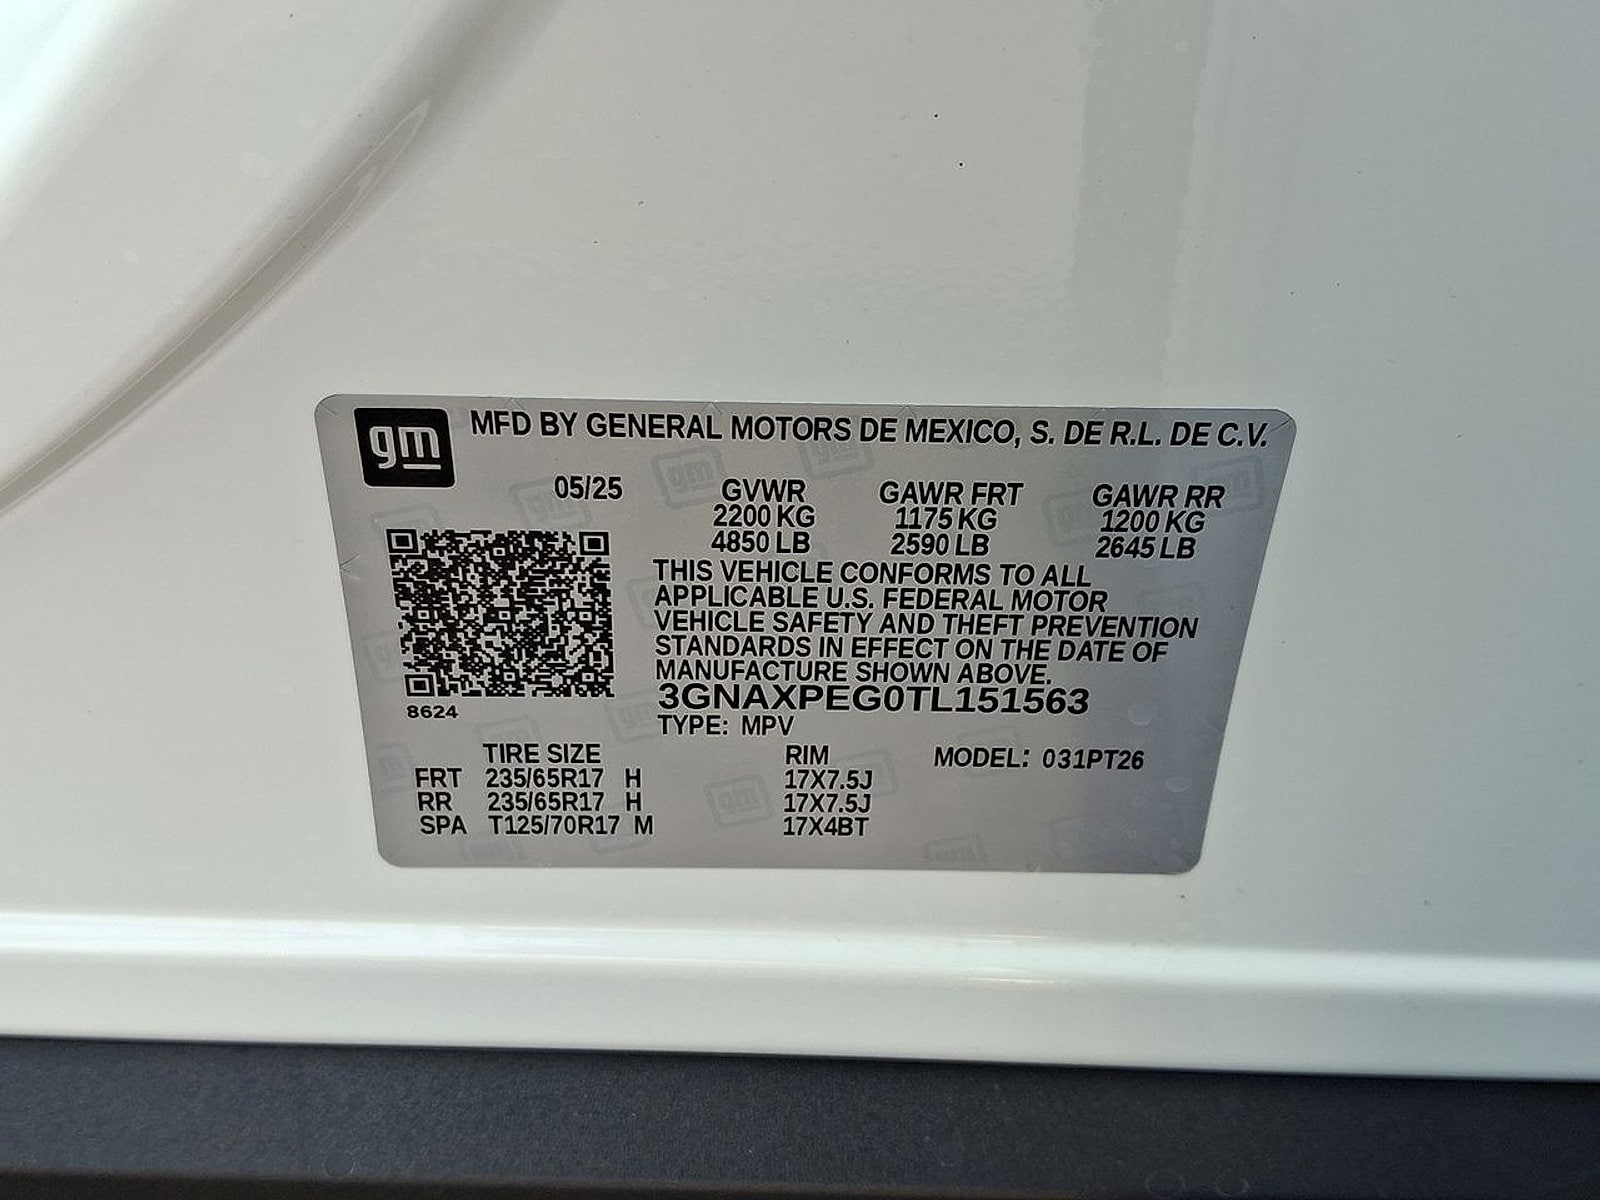 gm MFD BY GENERAL MOTORS DE MEXICO, S. DE R.L. DE C.V.
05/25 GVWR GAWR FRT GAWR RR
2200 KG 1175 KG 1200 KG
4850 LB 2590 LB 2645 LB
THIS VEHICLE CONFORMS TO ALL
APPLICABLE U.S. FEDERAL MOTOR
VEHICLE SAFETY AND THEFT PREVENTION
STANDARDS IN EFFECT ON THE DATE OF
MANUFACTURE SHOWN ABOVE.
3GNAXPEG0TL151563
8624
TYPE: MPV
TIRE SIZE RIM MODEL: 031PT26
FRT 235/65R17 H 17X7.5J
RR 235/65R17 H 17X7.5J
SPA T125/70R17 M 17X4BT